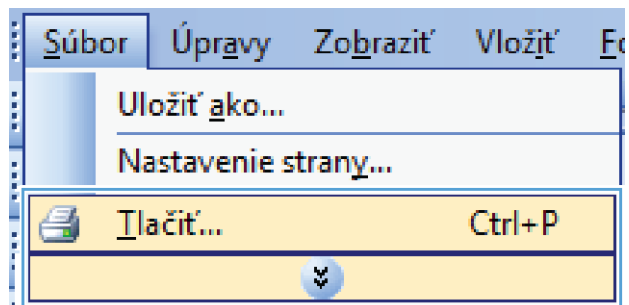 Súbor Úpravy Zobraziť Vložiť
Uložiť ako...
Nastavenie strany...
Tlačiť... Ctrl+P